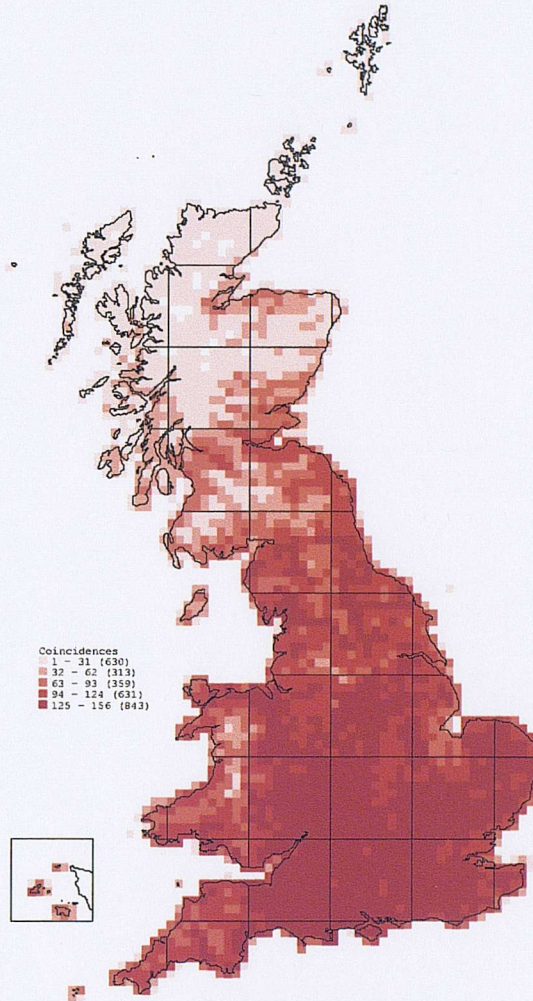 Coincidences
1 - 31 (630)
32 - 62 (313)
63 - 93 (359)
94 - 124 (631)
125 - 156 (843)